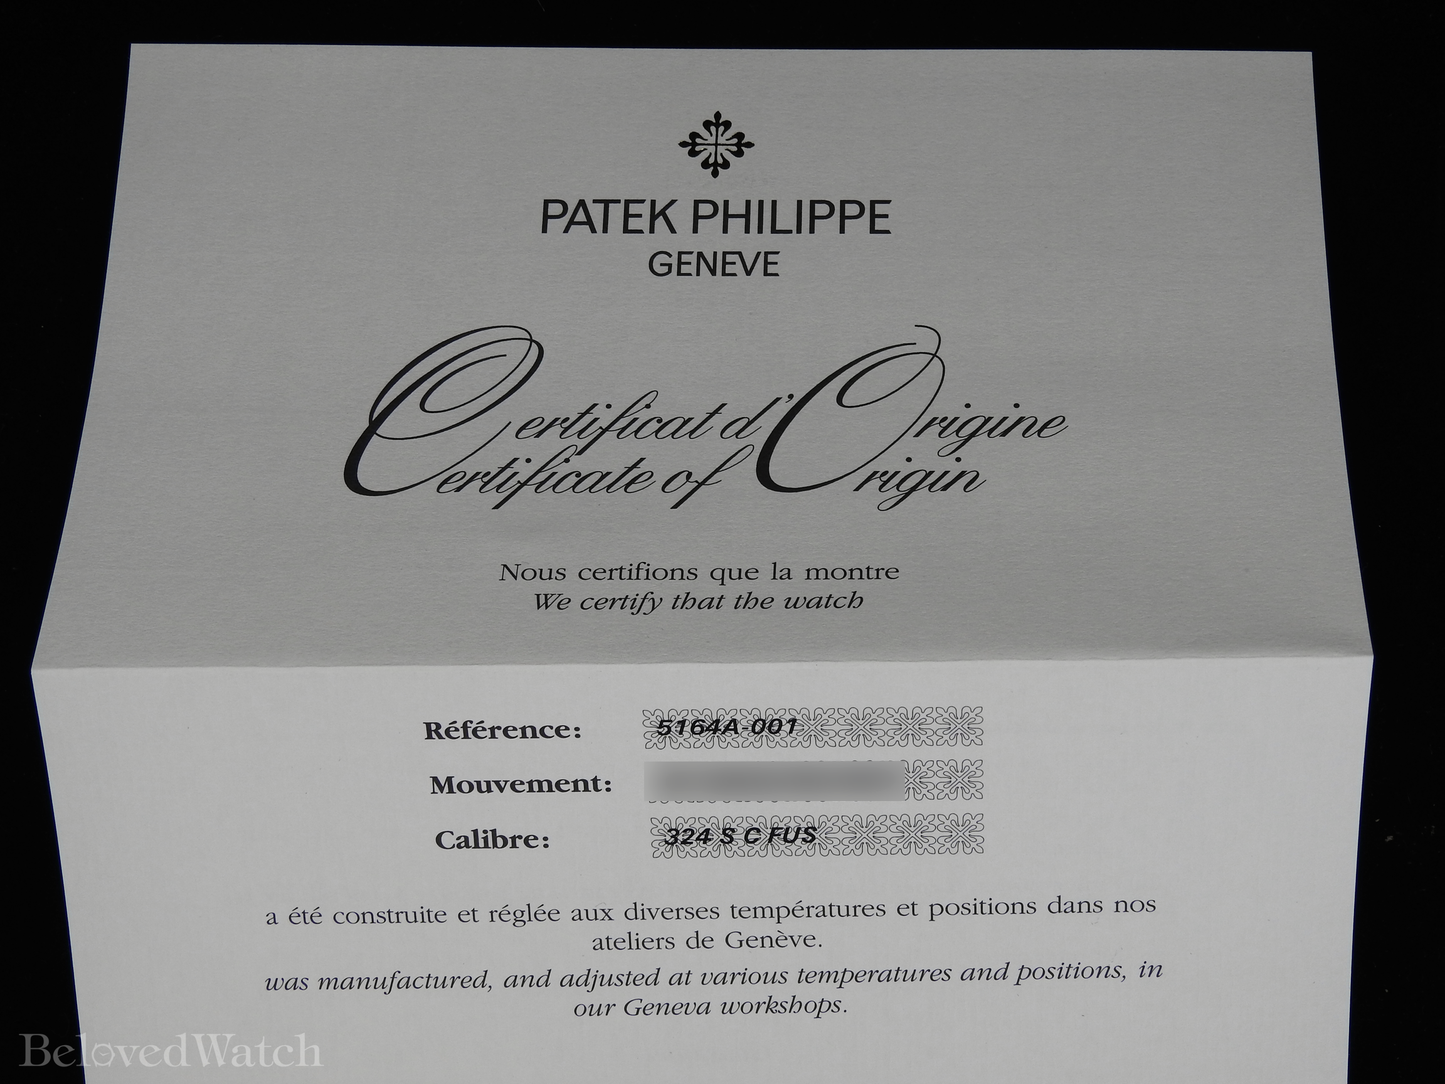 PATEK PHILIPPE
GENEVE
Certificat d'Origine
Certificate of Origin
Nous certifions que la montre
We certify that the watch
Référence: 5164A-001
Mouvement:
Calibre: 324 S C FUS
a été construite et réglée aux diverses températures et positions dans nos
ateliers de Genève.
was manufactured, and adjusted at various temperatures and positions, in
our Geneva workshops.
BelovedWatch